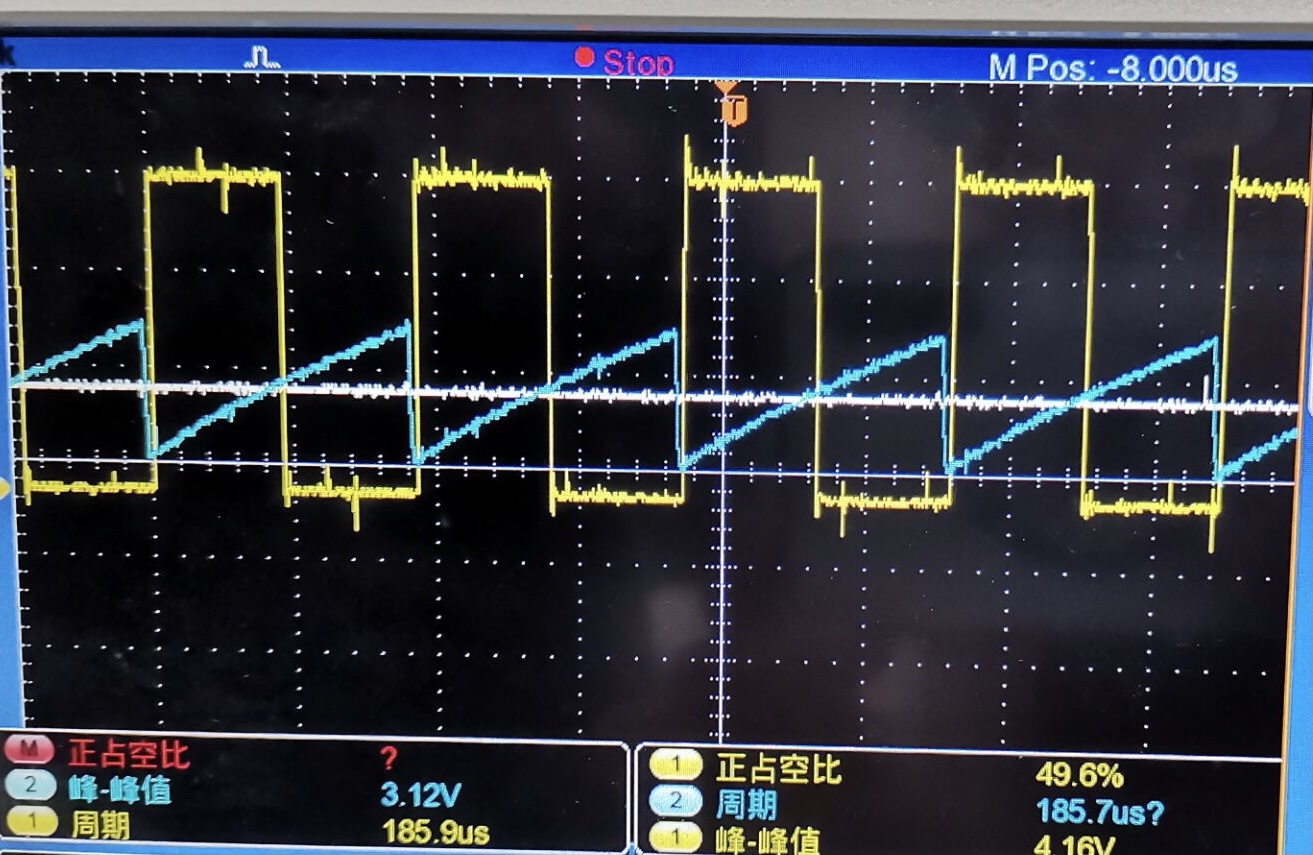 Stop
M Pos: -8.000us
T
M 正占空比 ?
2 峰-峰值 3.12V
1 周期 185.9us
1 正占空比 49.6%
2 周期 185.7us?
1 峰-峰值 4.16V